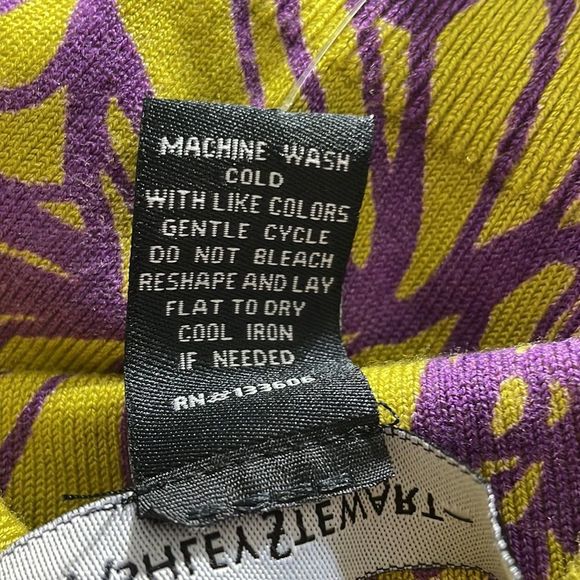 MACHINE WASH
COLD
WITH LIKE COLORS
GENTLE CYCLE
DO NOT BLEACH
RESHAPE AND LAY
FLAT TO DRY
COOL IRON
IF NEEDED
RN#133606
STEWART